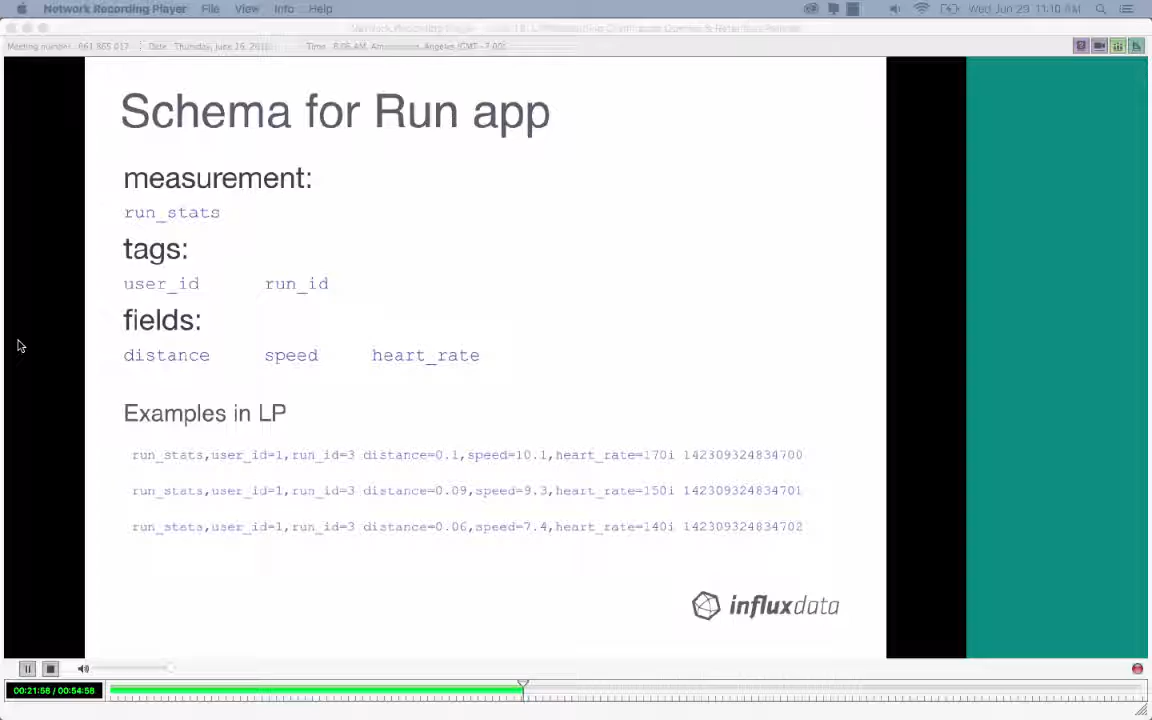 Network Recording Player File View Info Help Wed Jun 29 11:10 AM
Meeting number
Schema for Run app
measurement:
run_stats
tags:
user_id run_id
fields:
distance speed heart_rate
Examples in LP
run_stats,user_id=1,run_id=3 distance=0.1,speed=10.1,heart_rate=170i 142309324834700
run_stats,user_id=1,run_id=3 distance=0.09,speed=9.3,heart_rate=150i 142309324834701
run_stats,user_id=1,run_id=3 distance=0.06,speed=7.4,heart_rate=140i 142309324834702
influxdata
00:21:58 / 00:54:58